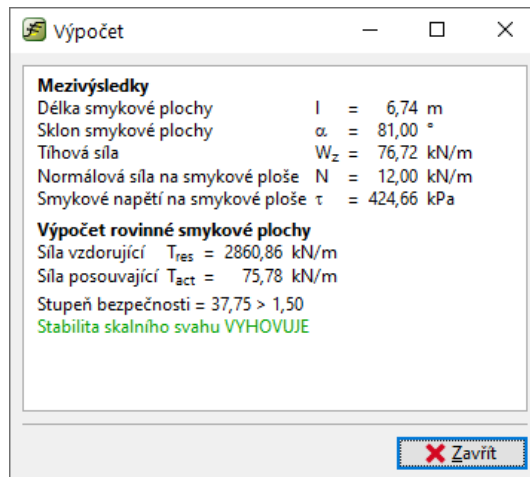 Výpočet
Mezivýsledky
Délka smykové plochy l = 6,74 m
Sklon smykové plochy α = 81,00 °
Tíhová síla Wz = 76,72 kN/m
Normálová síla na smykové ploše N = 12,00 kN/m
Smykové napětí na smykové ploše τ = 424,66 kPa
Výpočet rovinné smykové plochy
Síla vzdorující Tres = 2860,86 kN/m
Síla posouvající Tact = 75,78 kN/m
Stupeň bezpečnosti = 37,75 > 1,50
Stabilita skalního svahu VYHOVUJE
Zavřít